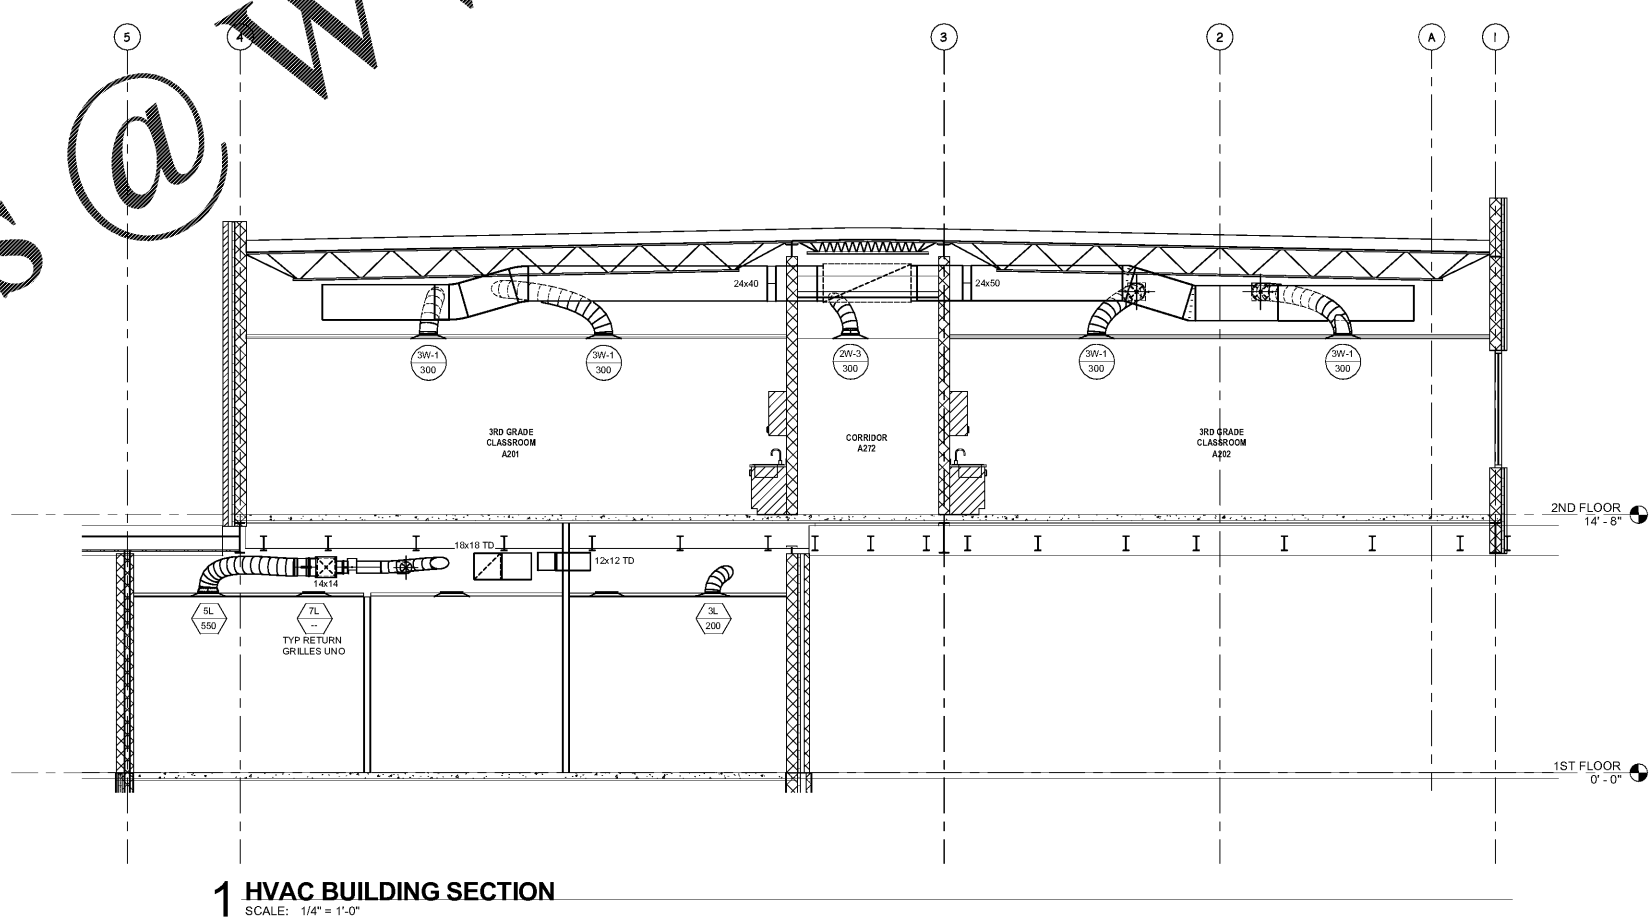 5
4
3
2
A
1
S @ W
24x40
24x50
3W-1
300
3W-1
300
2W-3
300
3W-1
300
3W-1
300
3RD GRADE
CLASSROOM
A201
CORRIDOR
A272
3RD GRADE
CLASSROOM
A202
2ND FLOOR
14' - 8"
18x18 TD
12x12 TD
14x14
5L
550
7L
--
TYP RETURN
GRILLES UNO
3L
200
1ST FLOOR
0' - 0"
1 HVAC BUILDING SECTION
SCALE: 1/4" = 1'-0"